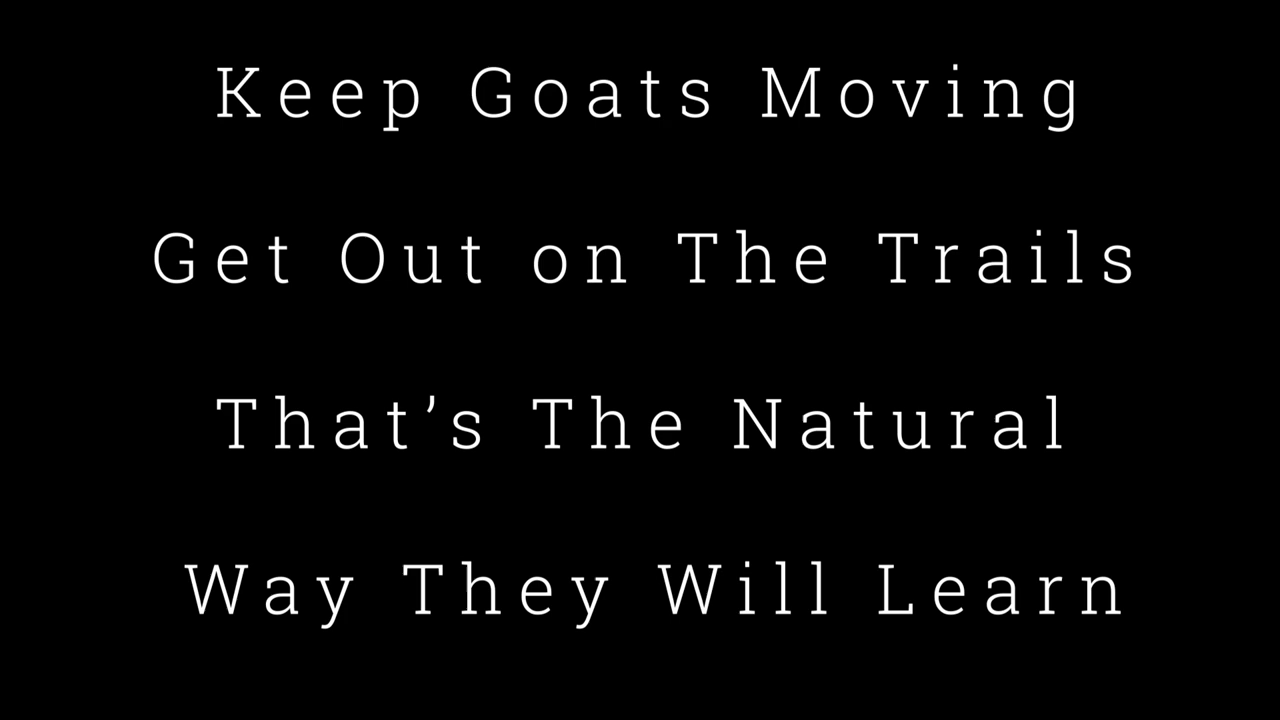 Keep Goats Moving
Get Out on The Trails
That’s The Natural
Way They Will Learn